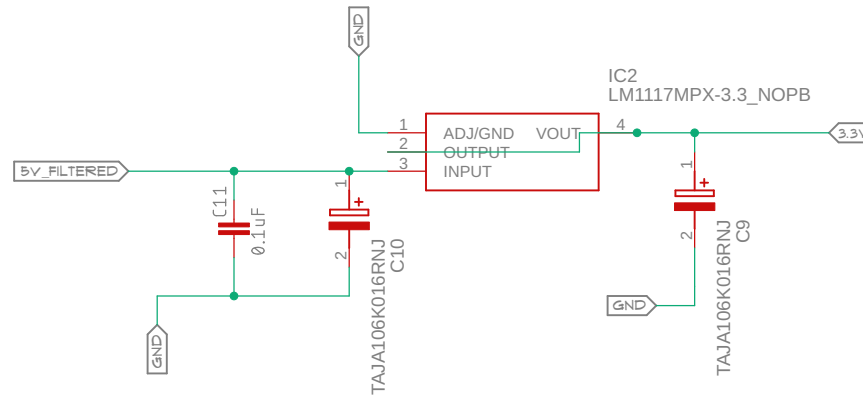 GND
IC2
LM1117MPX-3.3_NOPB
1
ADJ/GND
VOUT
4
2
OUTPUT
3
INPUT
3.3V
5V_FILTERED
C11
0.1uF
1
+
2
TAJA106K016RNJ
C10
1
+
2
TAJA106K016RNJ
C9
GND
GND